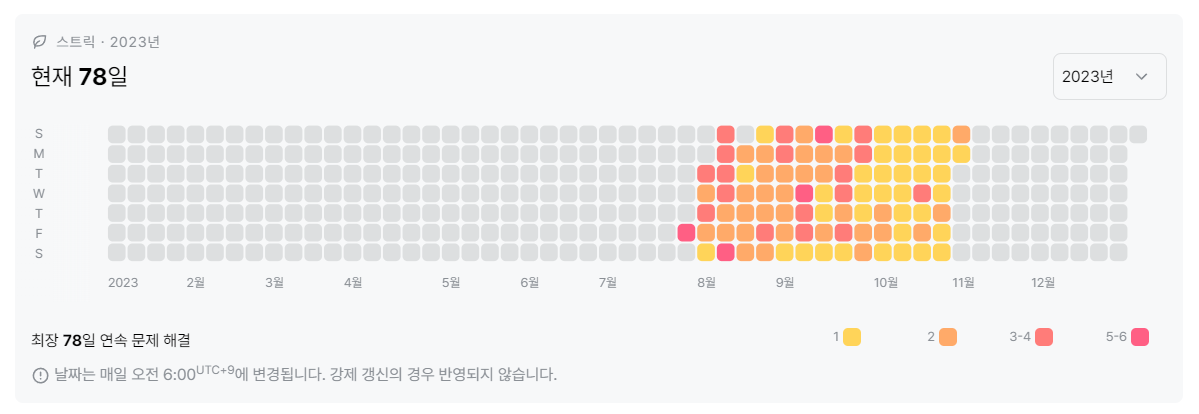 스트릭 · 2023년
현재 78일
2023년
S
M
T
W
T
F
S
2023 2월 3월 4월 5월 6월 7월 8월 9월 10월 11월 12월
최장 78일 연속 문제 해결
1 2 3-4 5-6
날짜는 매일 오전 6:00UTC+9에 변경됩니다. 강제 갱신의 경우 반영되지 않습니다.